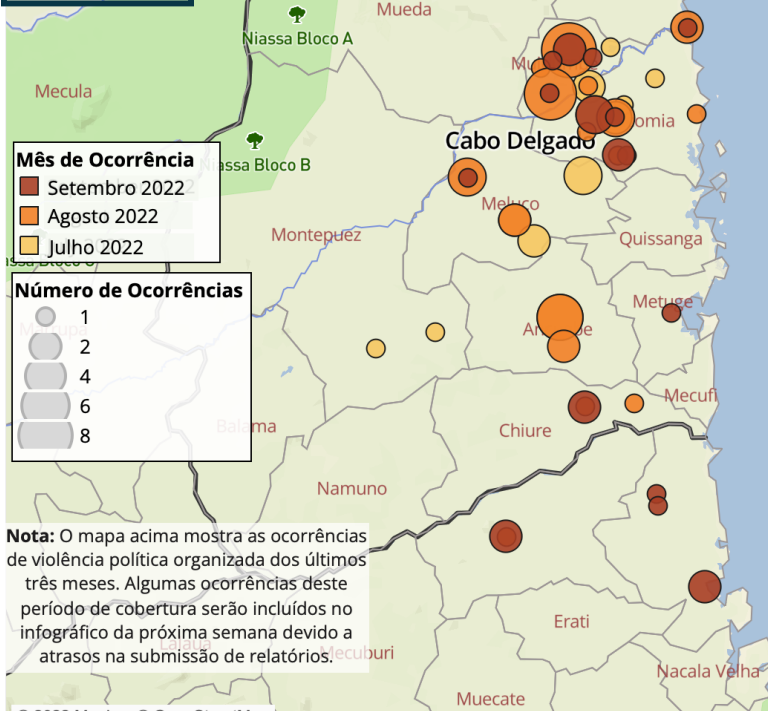 Mueda
Niassa Bloco A
Mecula
Mês de Ocorrência
Setembro 2022
Agosto 2022
Julho 2022
Cabo Delgado
Niassa Bloco B
Meluco
Montepuez
Quissanga
Número de Ocorrências
1
2
4
6
8
Metuge
Mecufi
Balama
Chiure
Namuno
Nota: O mapa acima mostra as ocorrências
de violência política organizada dos últimos
três meses. Algumas ocorrências deste
período de cobertura serão incluídos no
infográfico da próxima semana devido a
atrasos na submissão de relatórios.
Erati
Lalaua
Mecuburi
Nacala Velha
Muecate